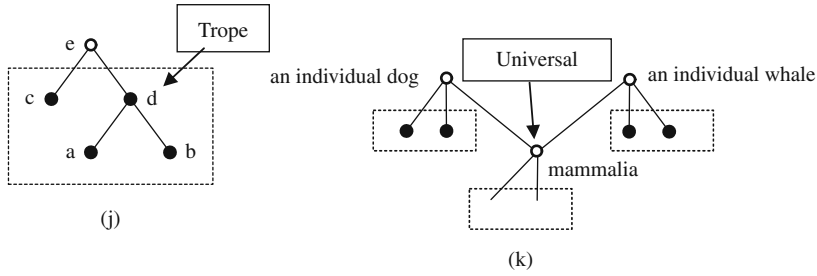 Trope
e
c
d
a
b
(j)
Universal
an individual dog
an individual whale
mammalia
(k)